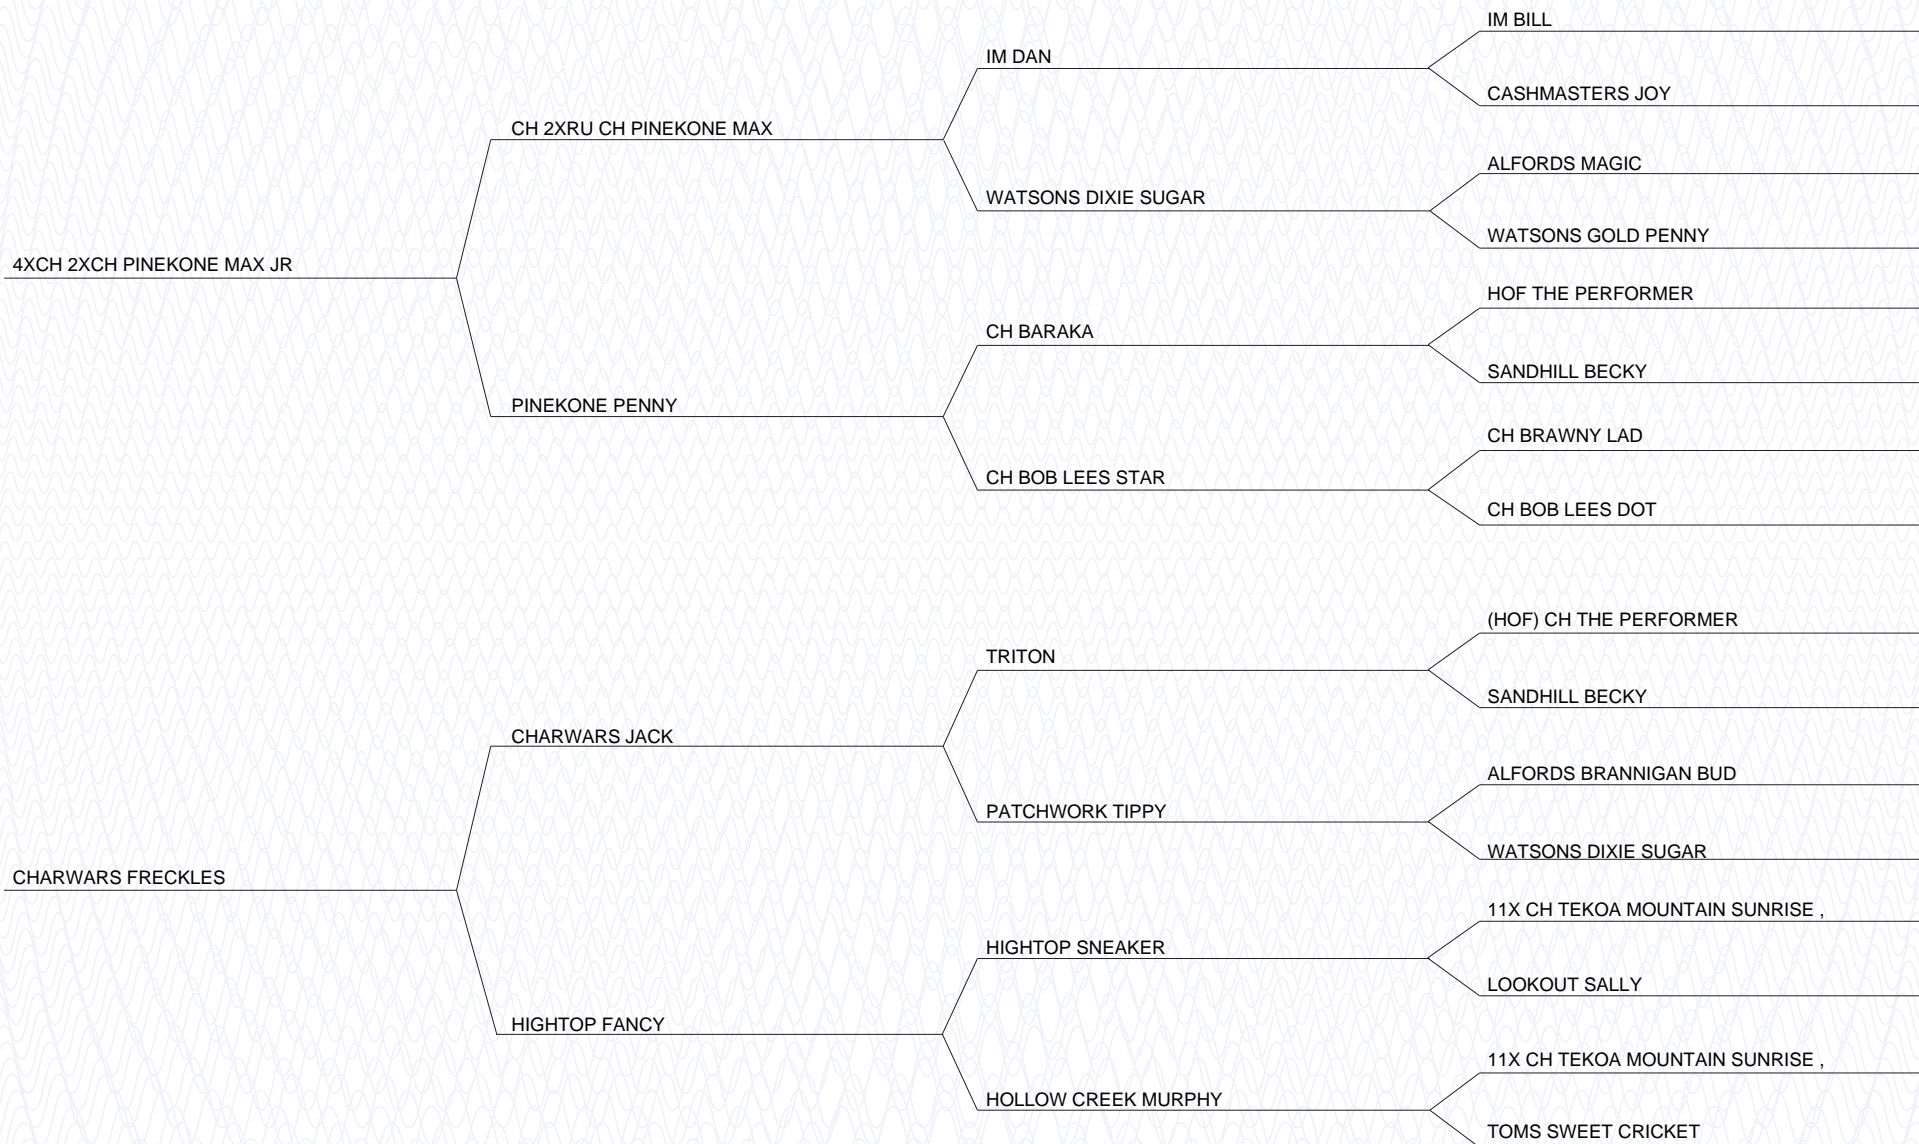 IM BILL
IM DAN
CASHMASTERS JOY
CH 2XRU CH PINEKONE MAX
ALFORDS MAGIC
WATSONS DIXIE SUGAR
WATSONS GOLD PENNY
4XCH 2XCH PINEKONE MAX JR
HOF THE PERFORMER
CH BARAKA
SANDHILL BECKY
PINEKONE PENNY
CH BRAWNY LAD
CH BOB LEES STAR
CH BOB LEES DOT
(HOF) CH THE PERFORMER
TRITON
SANDHILL BECKY
CHARWARS JACK
ALFORDS BRANNIGAN BUD
PATCHWORK TIPPY
WATSONS DIXIE SUGAR
CHARWARS FRECKLES
11X CH TEKOA MOUNTAIN SUNRISE ,
HIGHTOP SNEAKER
LOOKOUT SALLY
HIGHTOP FANCY
11X CH TEKOA MOUNTAIN SUNRISE ,
HOLLOW CREEK MURPHY
TOMS SWEET CRICKET